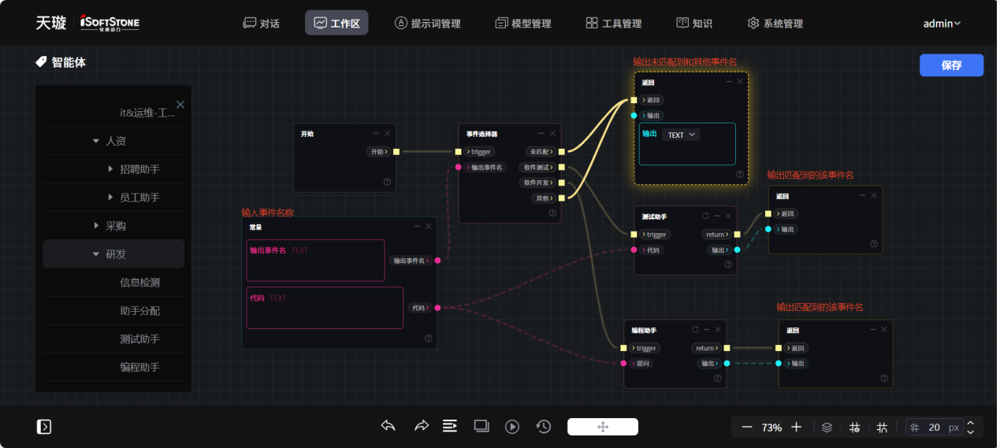 天璇 iSoftStone 软通动力 对话 工作区 提示词管理 模型管理 工具管理 知识 系统管理 admin
智能体
保存
it&运维-工...
人资
招聘助手
员工助手
采购
研发
信息检测
助手分配
测试助手
编程助手
开始
开始
事件选择器
trigger
输出事件名
未匹配
软件测试
软件开发
其他
输入事件名称
常量
输出事件名 TEXT
输出事件名
代码 TEXT
代码
输出未匹配到和其他事件名
返回
返回
输出
输出 TEXT
测试助手
trigger
return
代码
输出
输出匹配到的该事件名
返回
返回
输出
编程助手
trigger
return
提问
输出
输出匹配到的该事件名
返回
返回
输出
73%
20 px